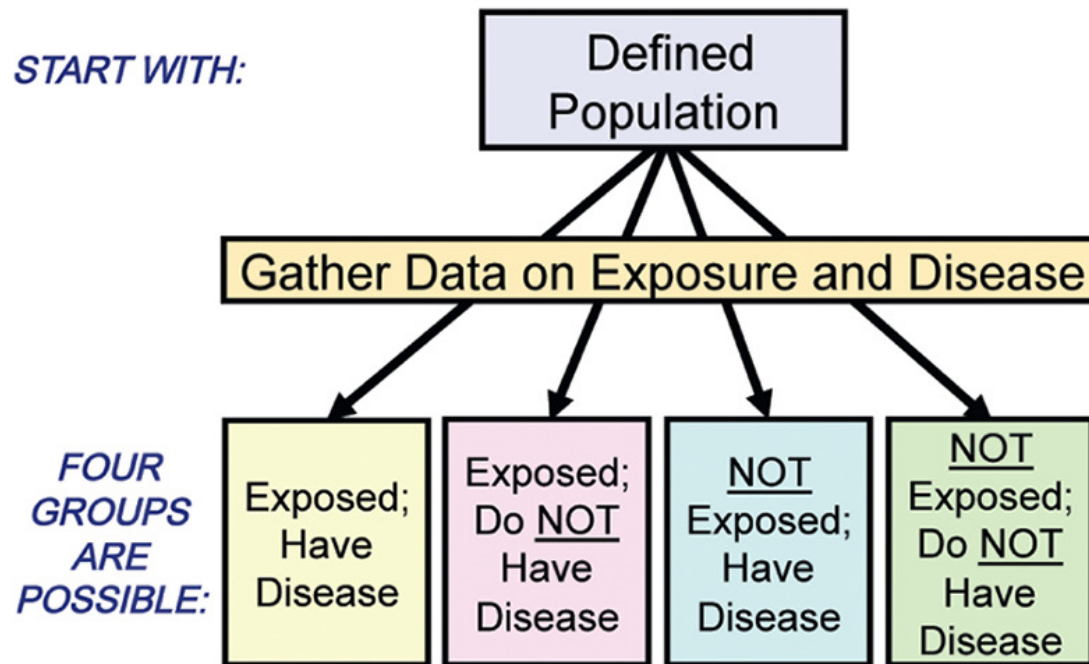 START WITH:
Defined
Population
Gather Data on Exposure and Disease
FOUR
GROUPS
ARE
POSSIBLE:
Exposed;
Have
Disease
Exposed;
Do NOT
Have
Disease
NOT
Exposed;
Have
Disease
NOT
Exposed;
Do NOT
Have
Disease